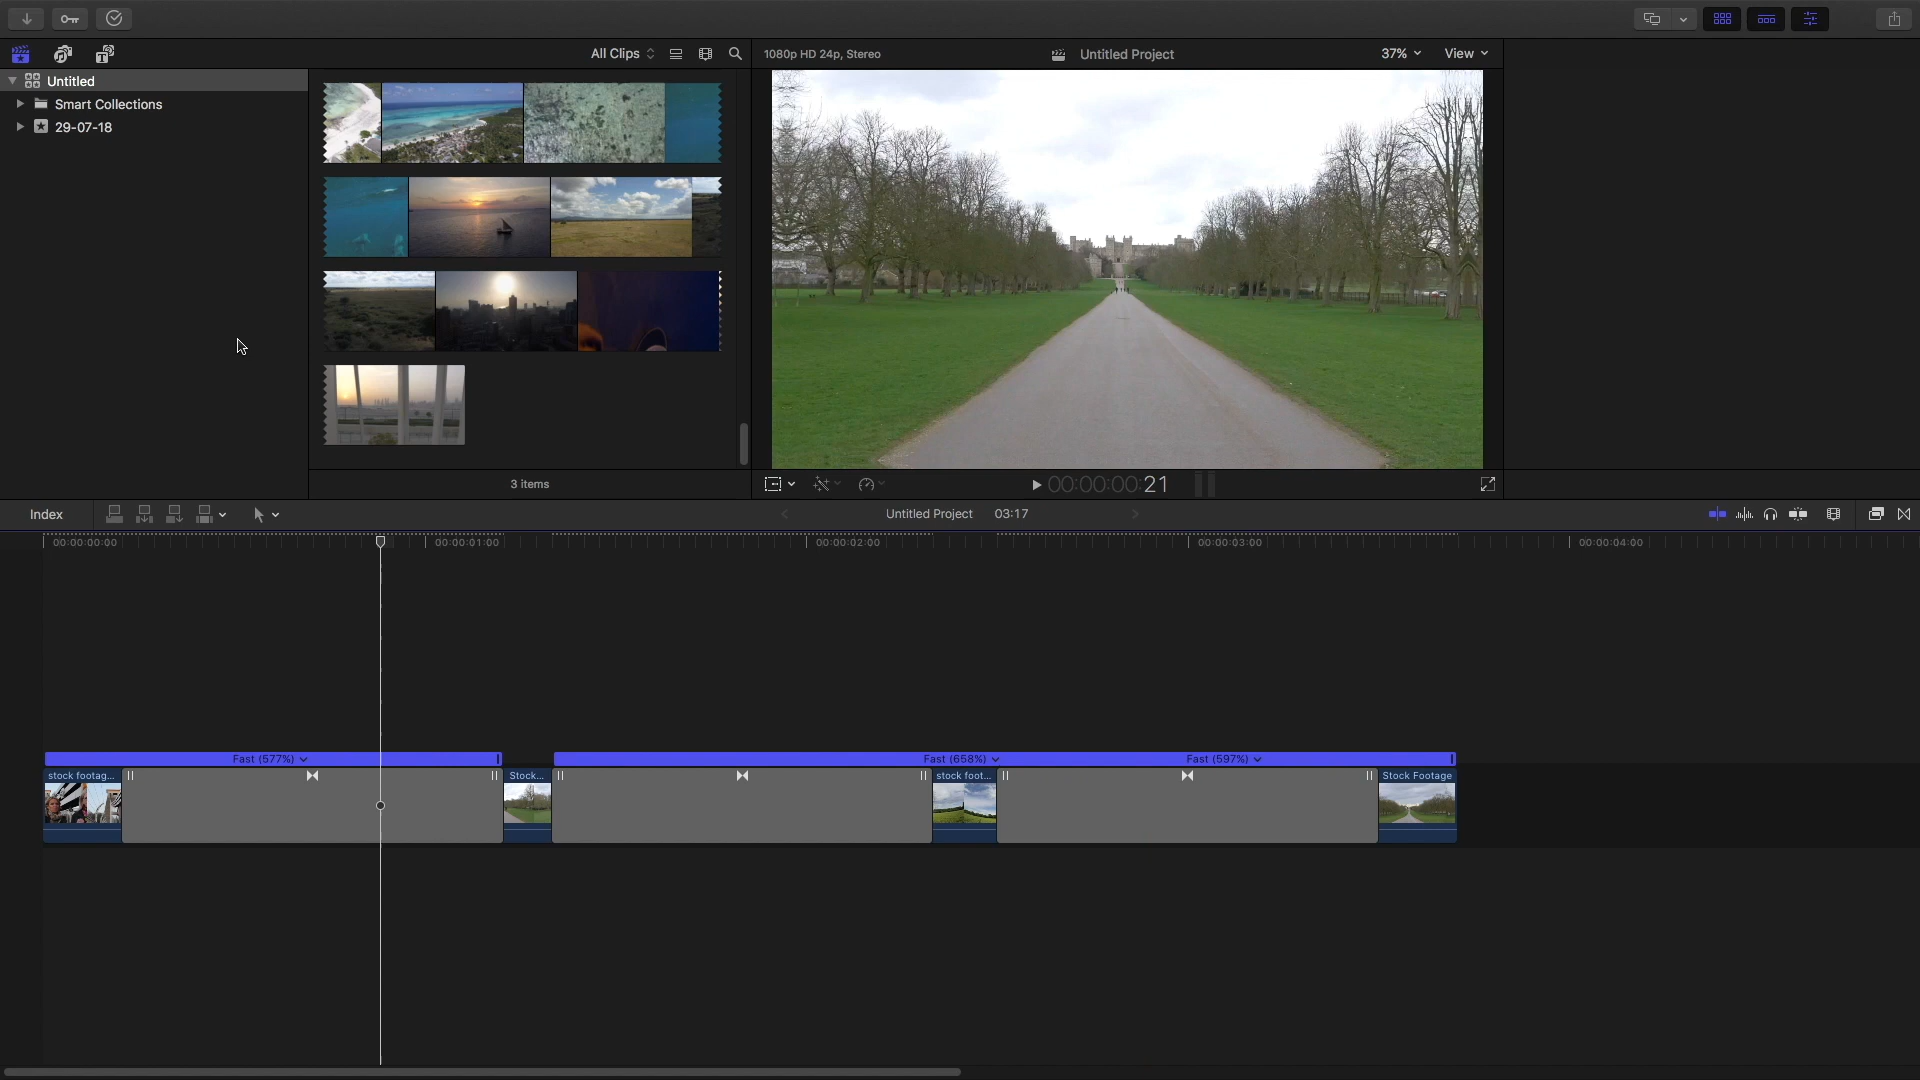 All Clips
1080p HD 24p, Stereo
Untitled Project
37%
View
Untitled
Smart Collections
29-07-18
3 items
00:00:00:21
Index
Untitled Project 03:17
00:00:00:00
00:00:01:00
00:00:02:00
00:00:03:00
00:00:04:00
Fast (577%)
Fast (658%)
Fast (597%)
stock footag...
Stock...
stock foot...
Stock Footage